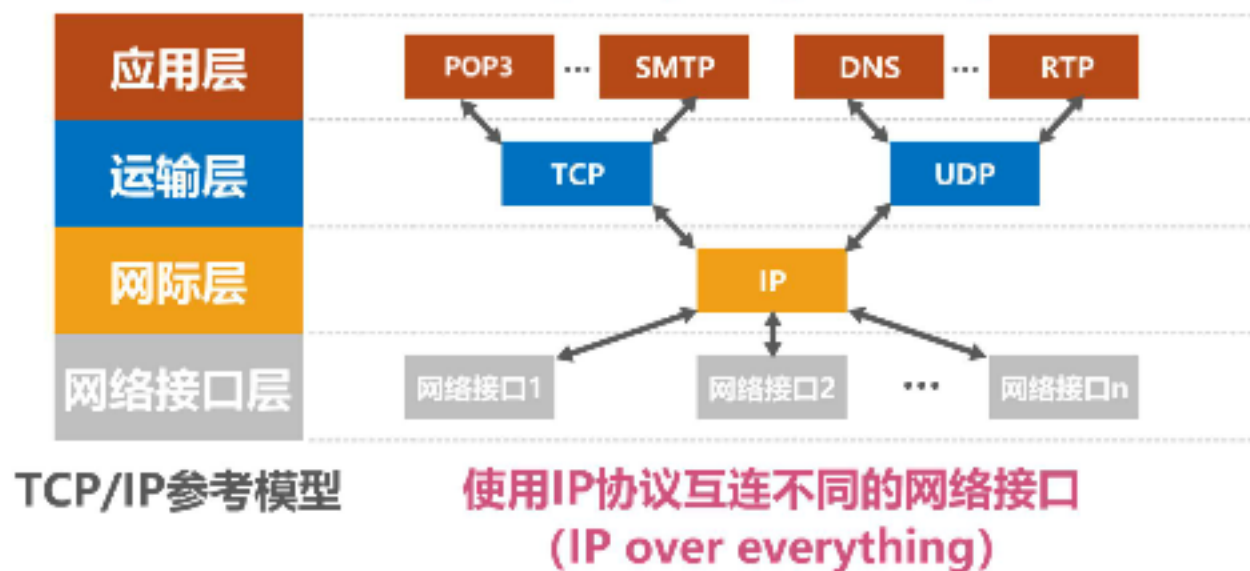 应用层
POP3 ... SMTP DNS ... RTP
运输层
TCP UDP
网际层
IP
网络接口层
网络接口1 网络接口2 ... 网络接口n
TCP/IP参考模型
使用IP协议互连不同的网络接口
(IP over everything)